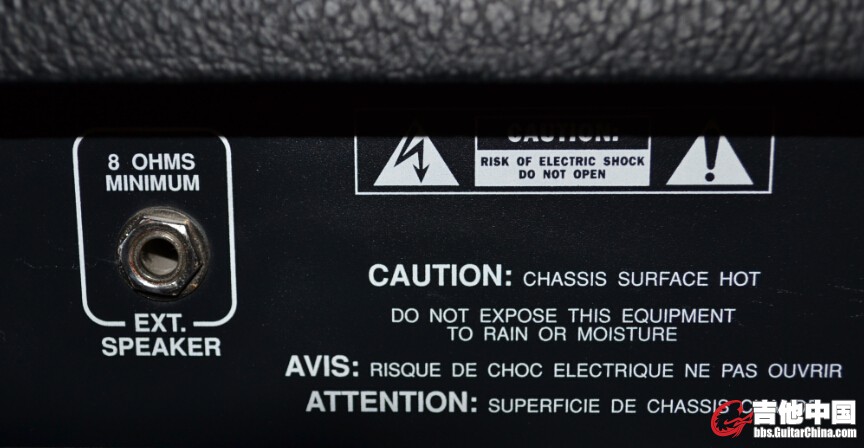 8 OHMS
MINIMUM
EXT.
SPEAKER
CAUTION:
RISK OF ELECTRIC SHOCK
DO NOT OPEN
CAUTION: CHASSIS SURFACE HOT
DO NOT EXPOSE THIS EQUIPMENT
TO RAIN OR MOISTURE
AVIS: RISQUE DE CHOC ELECTRIQUE NE PAS OUVRIR
ATTENTION: SUPERFICIE DE CHASSIS
吉他中国
bbs.GuitarChina.com